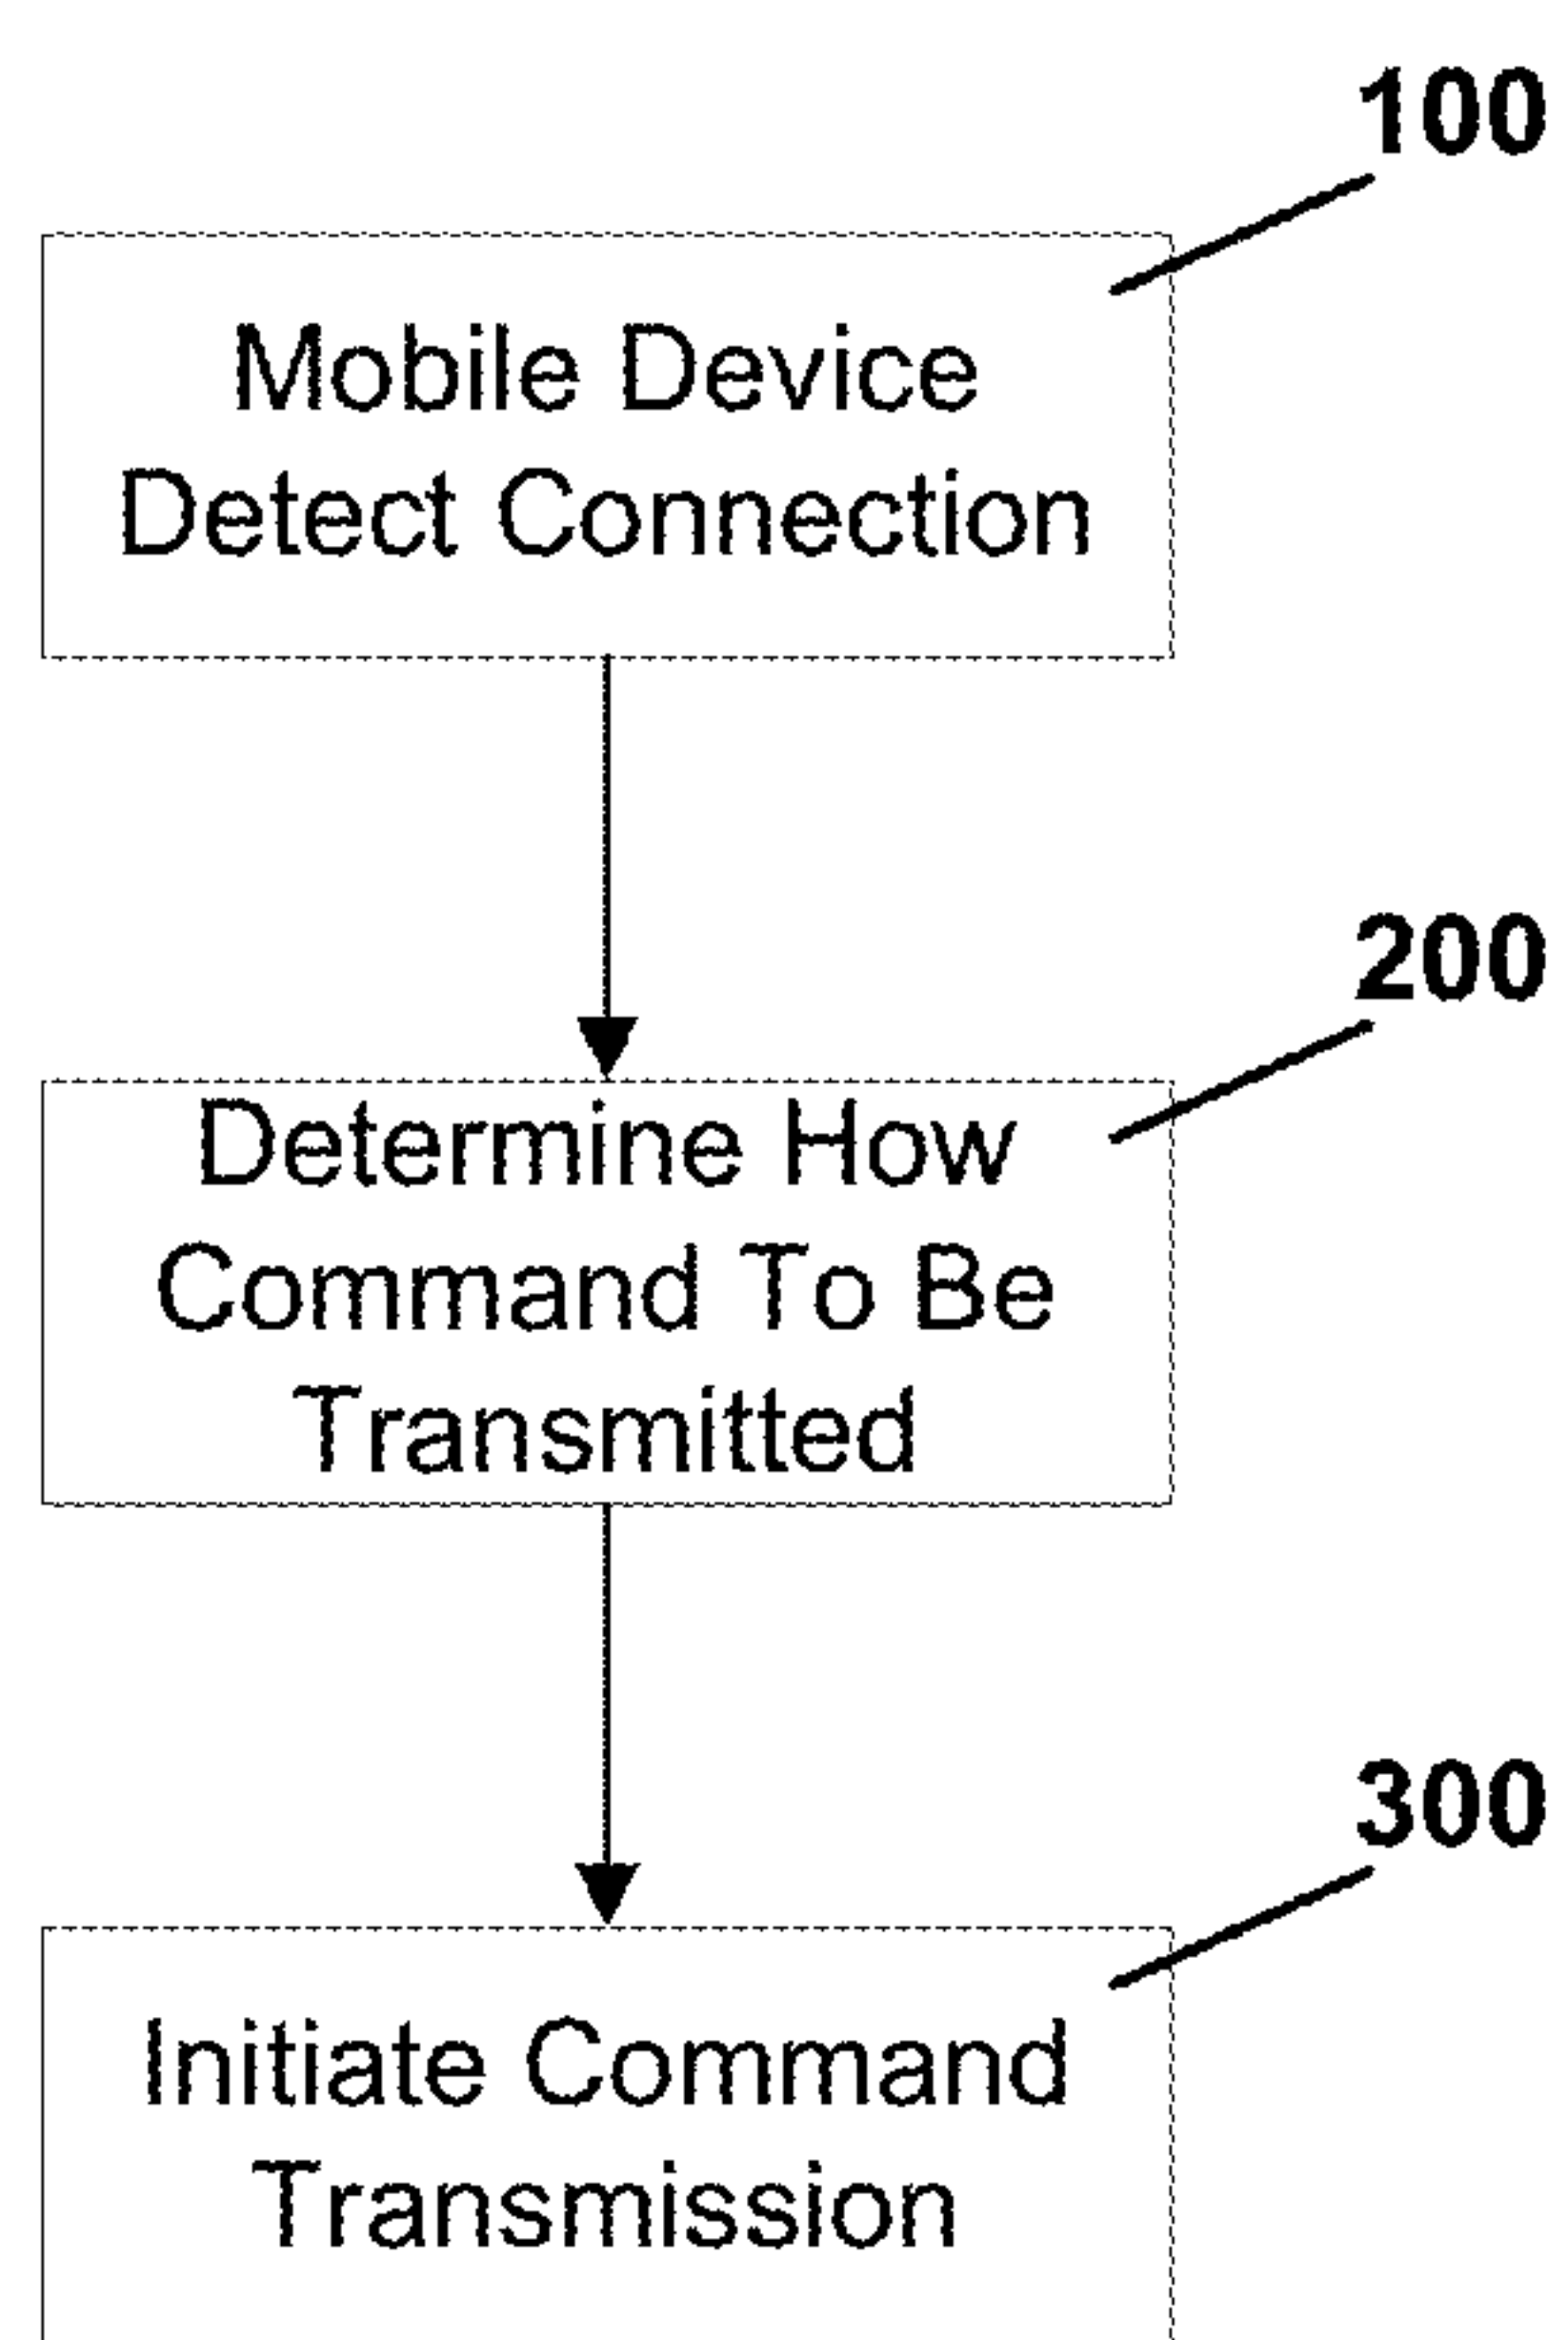 100
Mobile Device
Detect Connection
200
Determine How
Command To Be
Transmitted
300
Initiate Command
Transmission